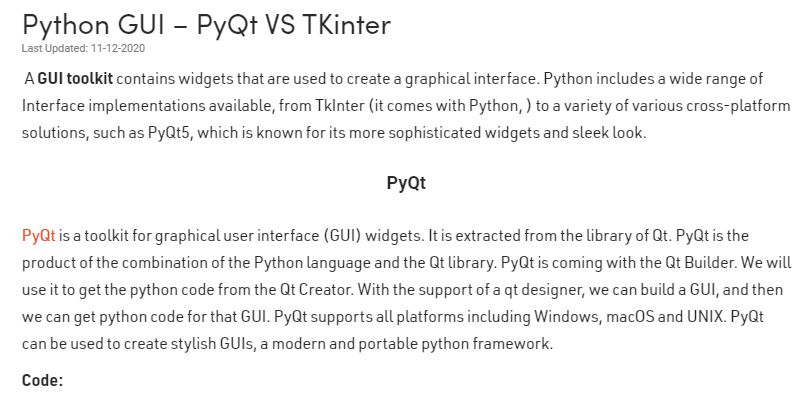 Python GUI – PyQt VS TKinter
Last Updated: 11-12-2020
A GUI toolkit contains widgets that are used to create a graphical interface. Python includes a wide range of
Interface implementations available, from TkInter (it comes with Python, ) to a variety of various cross-platform
solutions, such as PyQt5, which is known for its more sophisticated widgets and sleek look.
PyQt
PyQt is a toolkit for graphical user interface (GUI) widgets. It is extracted from the library of Qt. PyQt is the
product of the combination of the Python language and the Qt library. PyQt is coming with the Qt Builder. We will
use it to get the python code from the Qt Creator. With the support of a qt designer, we can build a GUI, and then
we can get python code for that GUI. PyQt supports all platforms including Windows, macOS and UNIX. PyQt
can be used to create stylish GUIs, a modern and portable python framework.
Code: